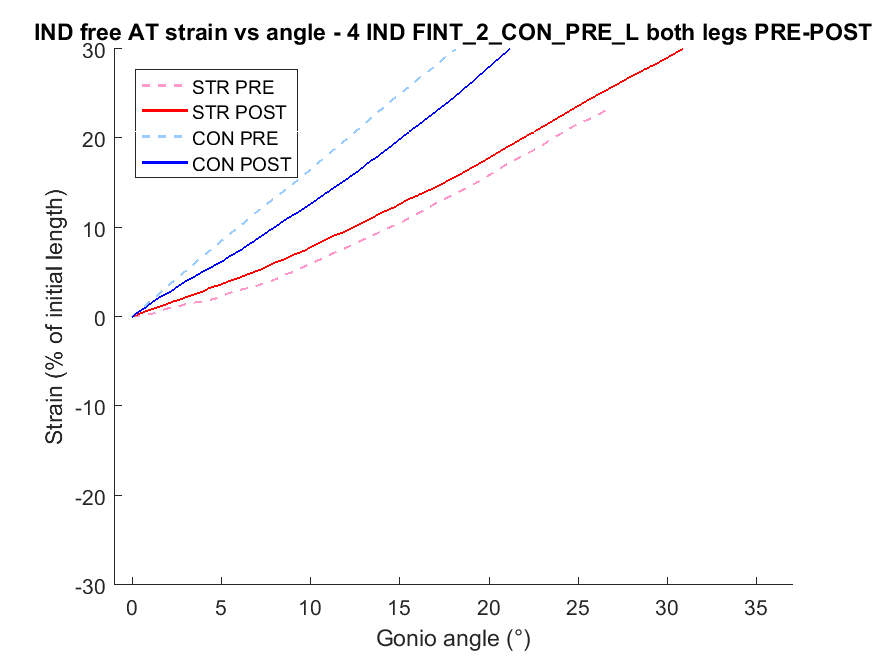 IND free AT strain vs angle - 4 IND FINT_2_CON_PRE_L both legs PRE-POST
STR PRE
STR POST
CON PRE
CON POST
30
20
10
0
-10
-20
-30
Strain (% of initial length)
0 5 10 15 20 25 30 35
Gonio angle (°)